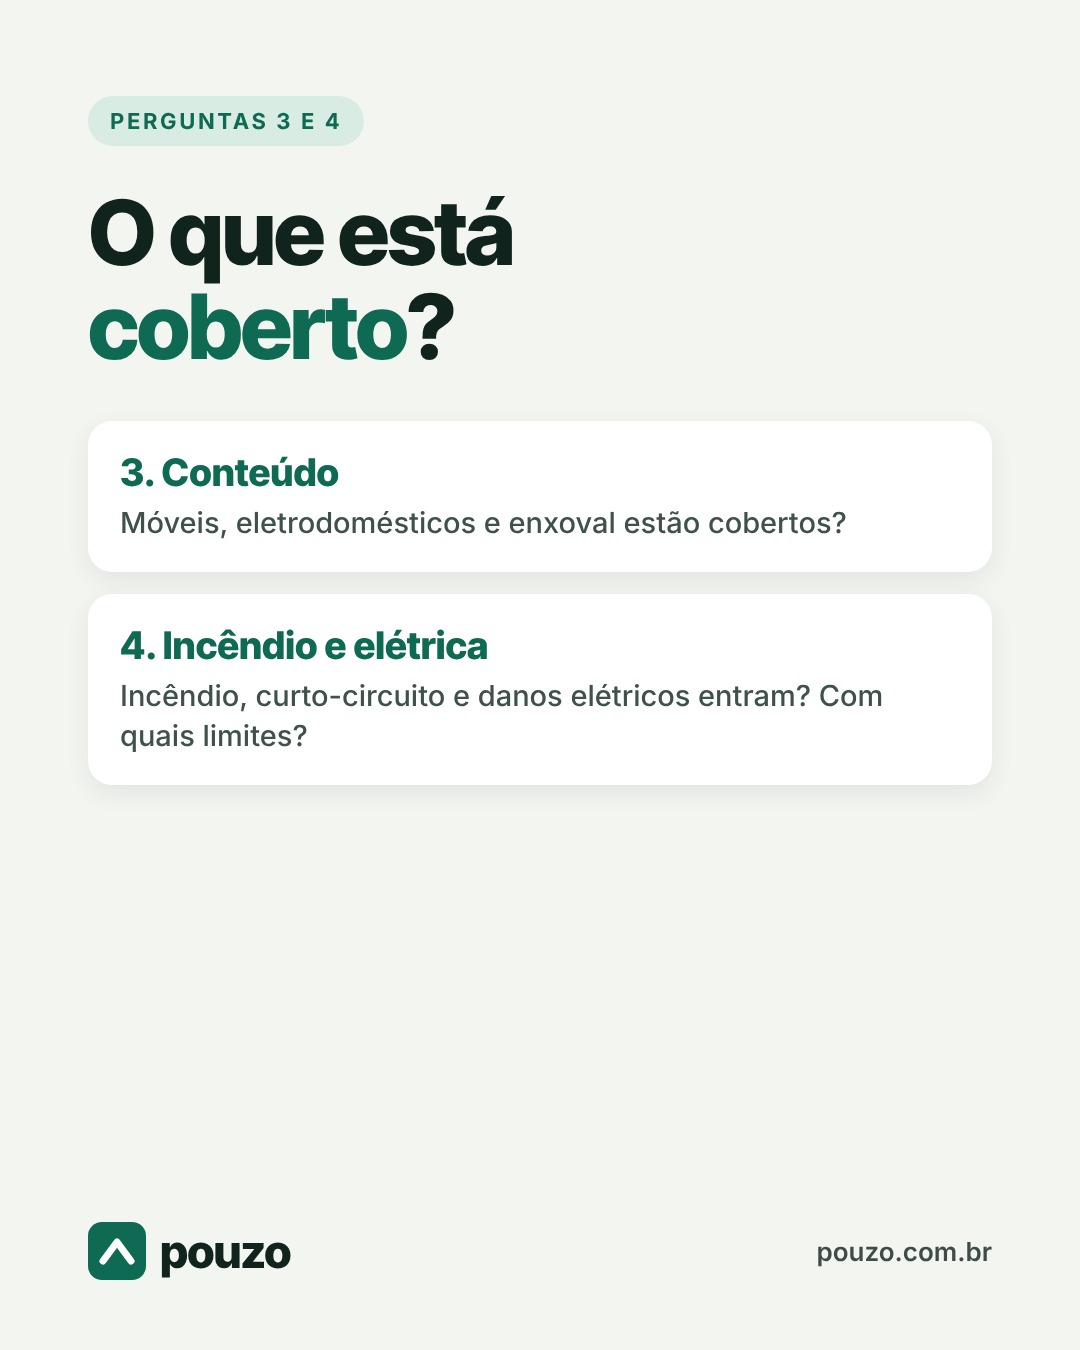 PERGUNTAS 3 E 4
O que está
coberto?
3. Conteúdo
Móveis, eletrodomésticos e enxoval estão cobertos?
4. Incêndio e elétrica
Incêndio, curto-circuito e danos elétricos entram? Com
quais limites?
pouzo
pouzo.com.br